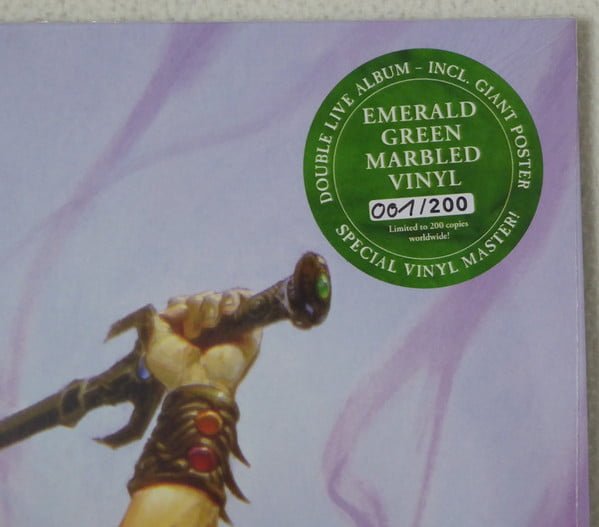 DOUBLE LIVE ALBUM - INCL. GIANT POSTER
EMERALD
GREEN
MARBLED
VINYL
001/200
Limited to 200 copies
worldwide!
SPECIAL VINYL MASTER!